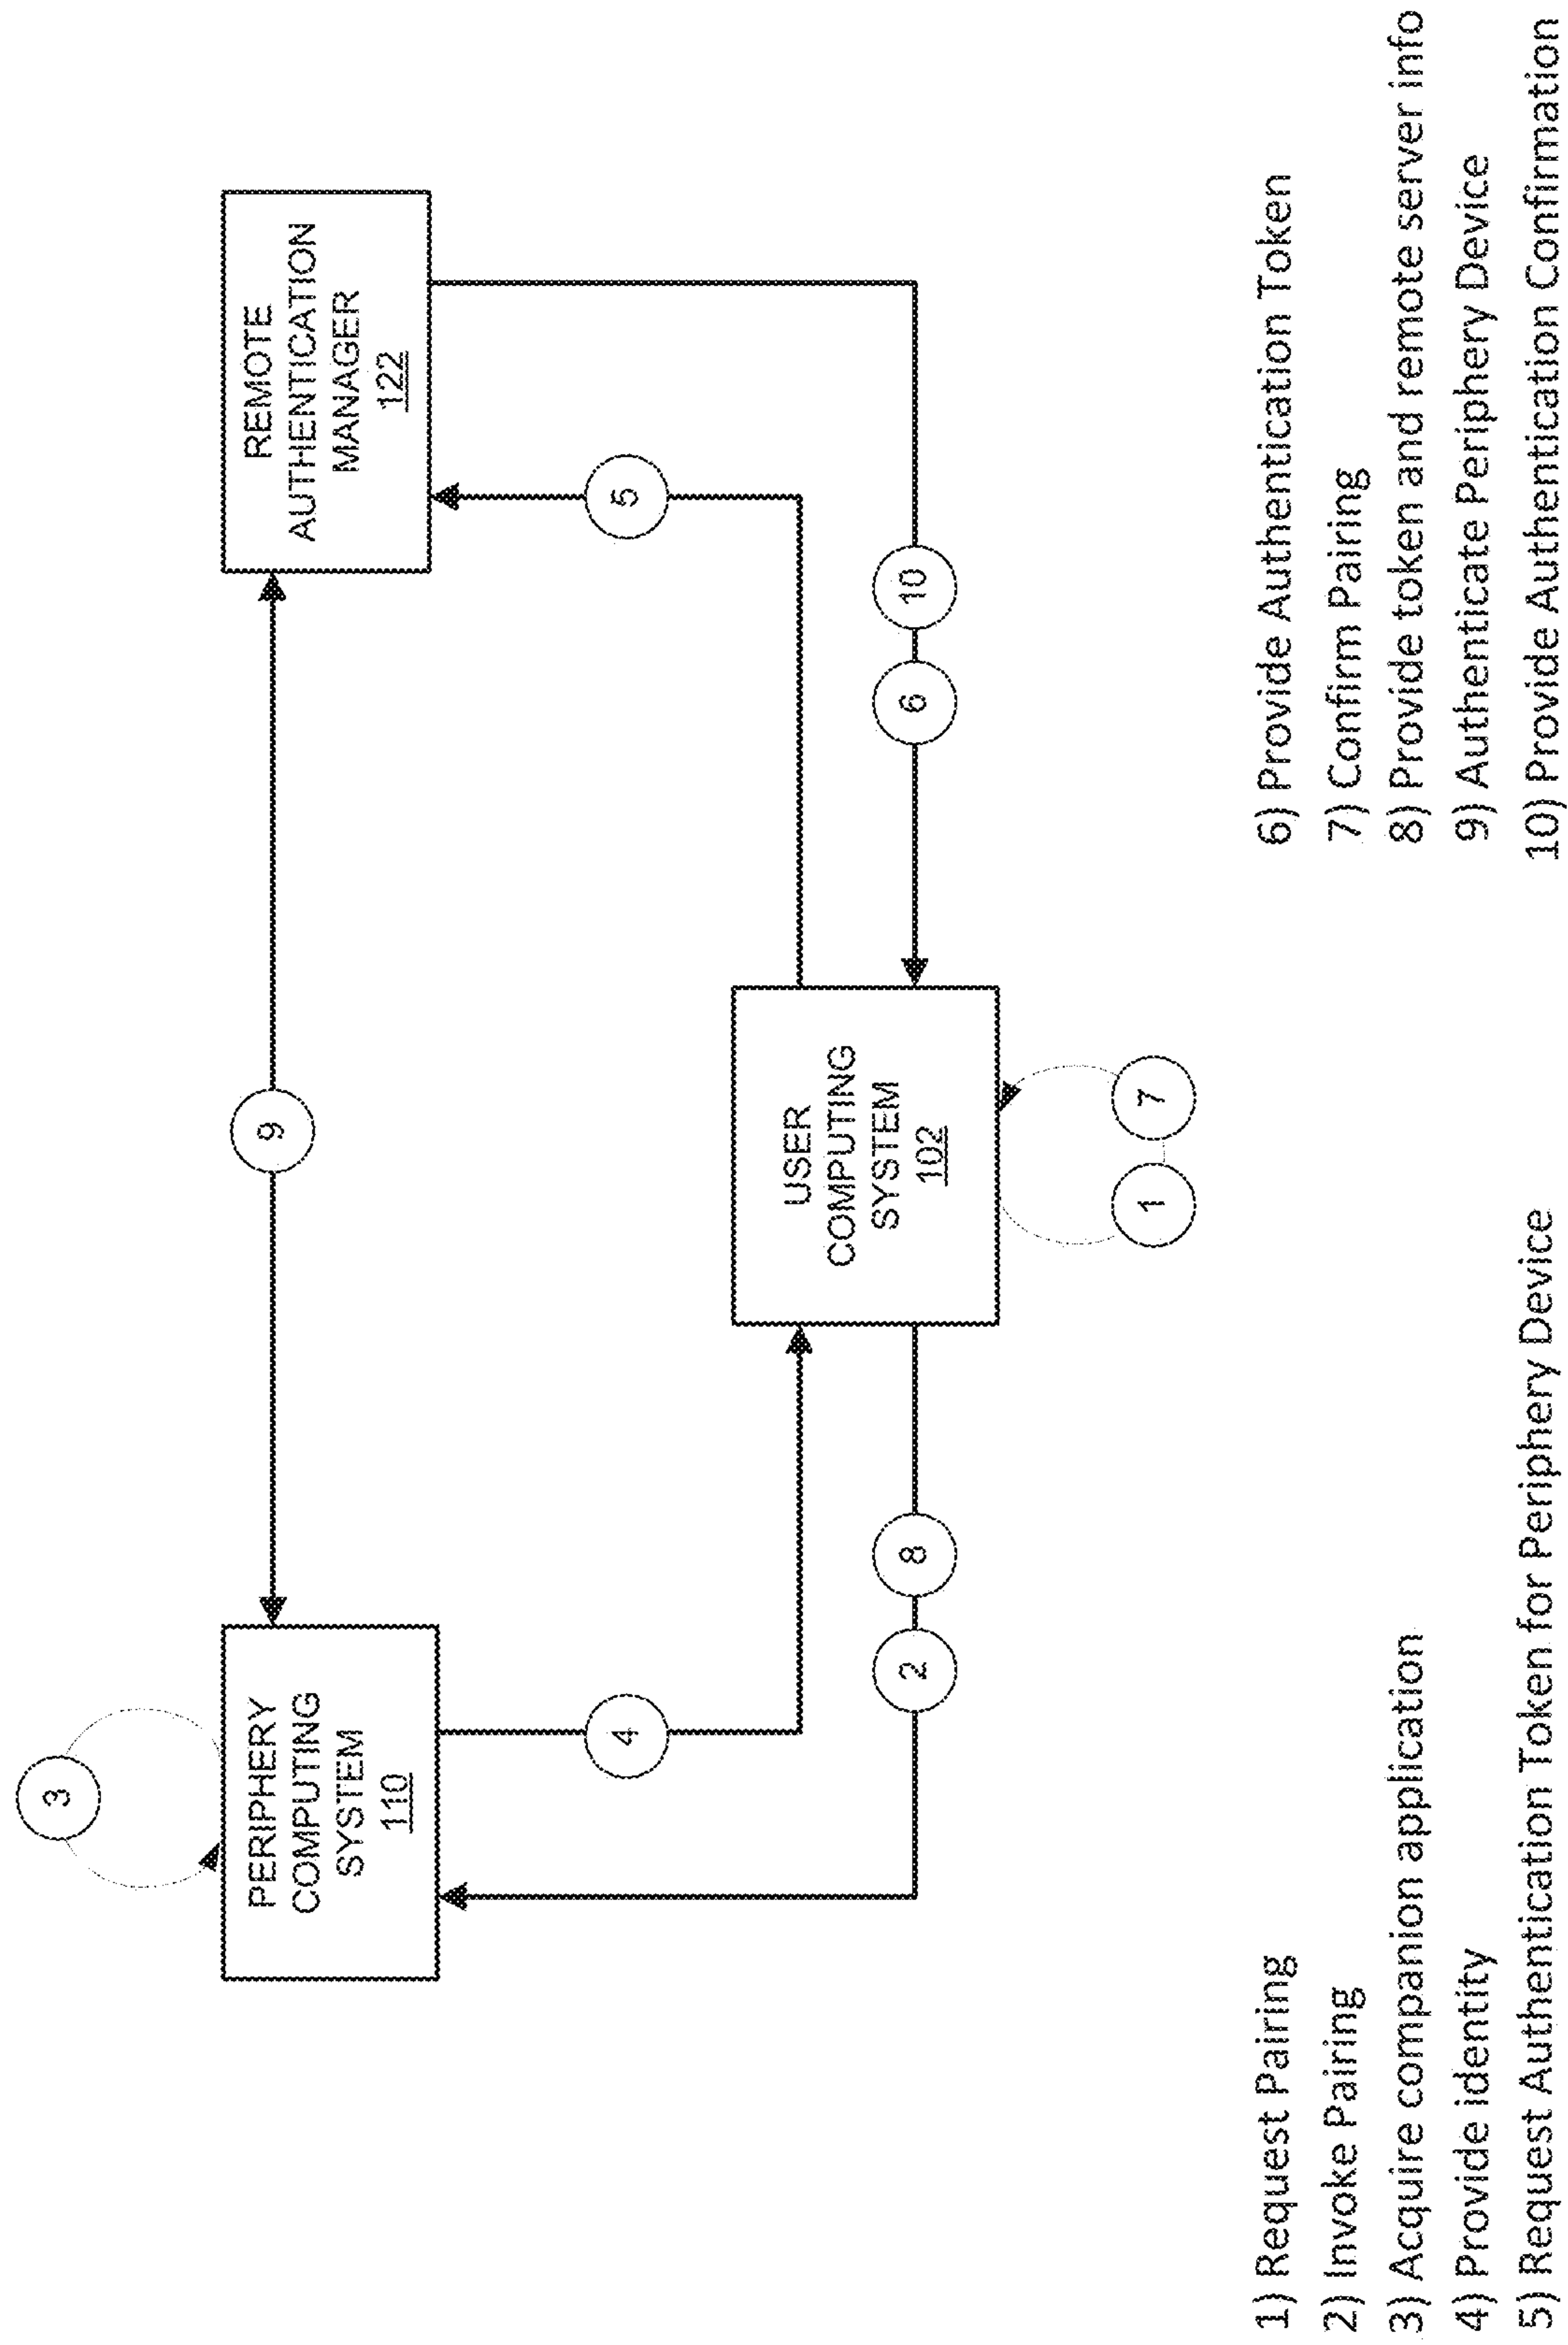 3
PERIPHERY
COMPUTING
SYSTEM
110
9
REMOTE
AUTHENTICATION
MANAGER
122
4
5
USER
COMPUTING
SYSTEM
102
2
8
6
10
1
7
1) Request Pairing
2) Invoke Pairing
3) Acquire companion application
4) Provide identity
5) Request Authentication Token for Periphery Device
6) Provide Authentication Token
7) Confirm Pairing
8) Provide token and remote server info
9) Authenticate Periphery Device
10) Provide Authentication Confirmation